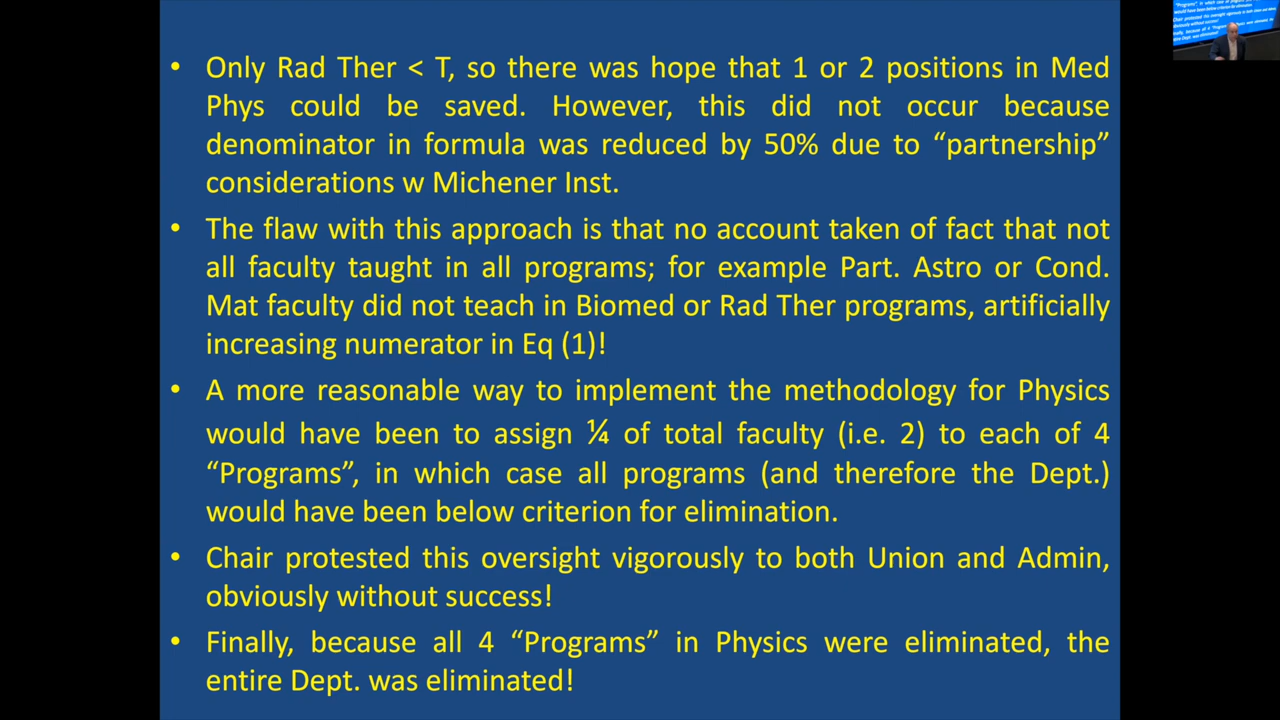 • Only Rad Ther < T, so there was hope that 1 or 2 positions in Med
Phys could be saved. However, this did not occur because
denominator in formula was reduced by 50% due to “partnership”
considerations w Michener Inst.
• The flaw with this approach is that no account taken of fact that not
all faculty taught in all programs; for example Part. Astro or Cond.
Mat faculty did not teach in Biomed or Rad Ther programs, artificially
increasing numerator in Eq (1)!
• A more reasonable way to implement the methodology for Physics
would have been to assign ¼ of total faculty (i.e. 2) to each of 4
“Programs”, in which case all programs (and therefore the Dept.)
would have been below criterion for elimination.
• Chair protested this oversight vigorously to both Union and Admin,
obviously without success!
• Finally, because all 4 “Programs” in Physics were eliminated, the
entire Dept. was eliminated!